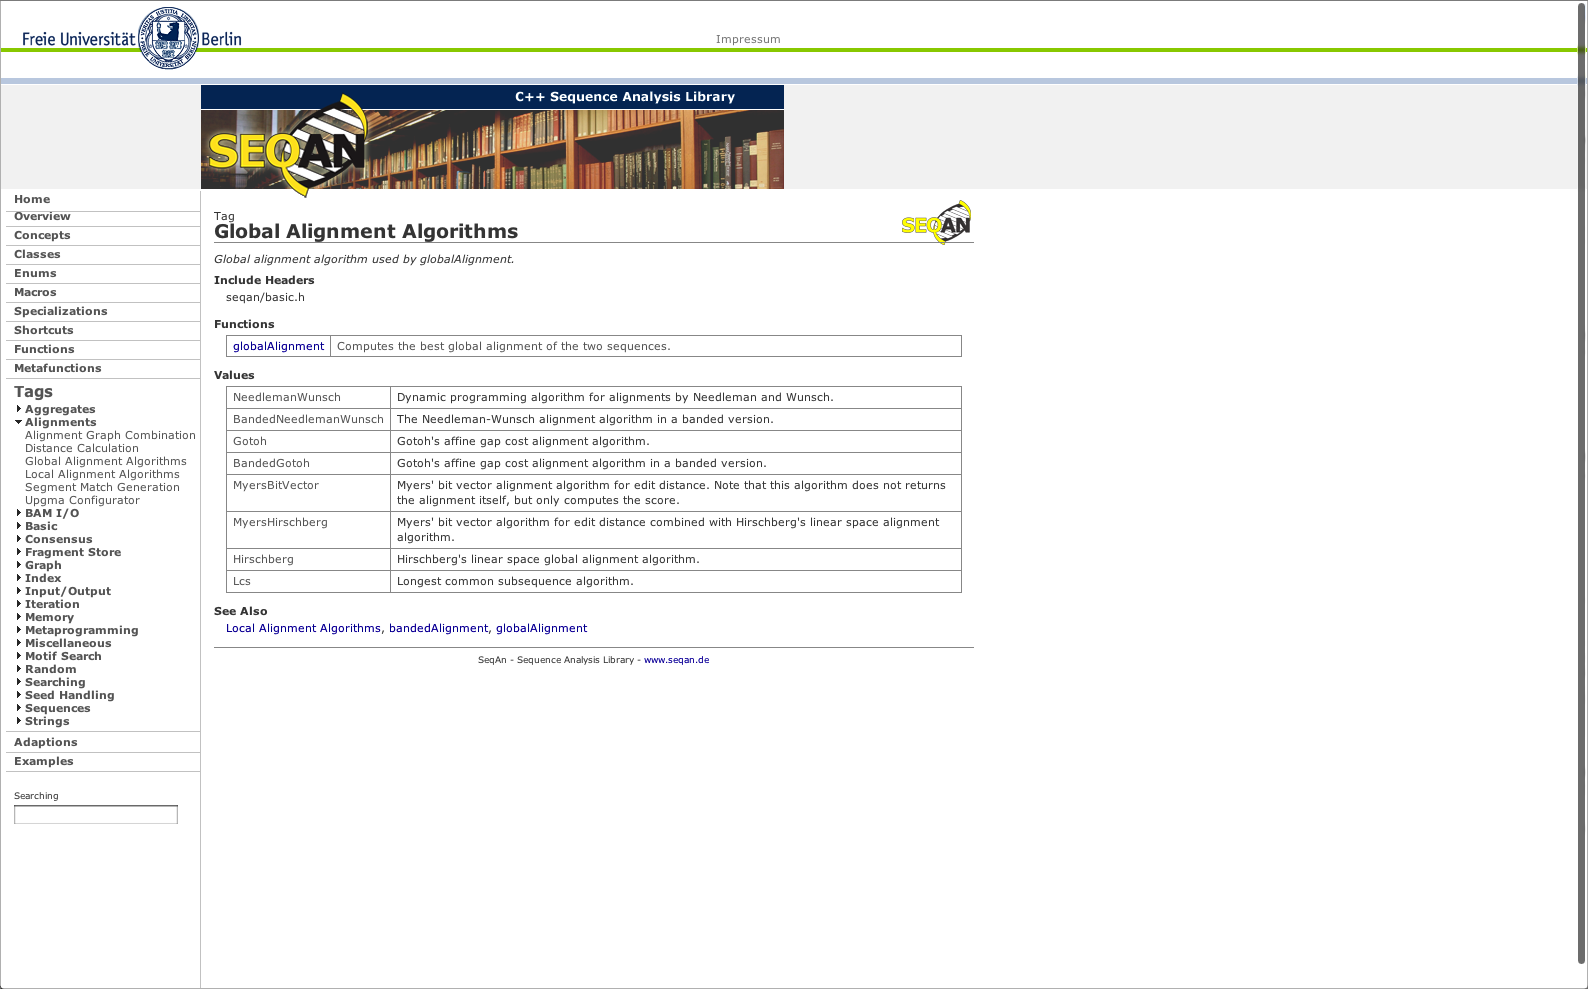 Freie Universität Berlin
Impressum
C++ Sequence Analysis Library
SEQAN
Home
Overview
Concepts
Classes
Enums
Macros
Specializations
Shortcuts
Functions
Metafunctions
Tags
Aggregates
Alignments
Alignment Graph Combination
Distance Calculation
Global Alignment Algorithms
Local Alignment Algorithms
Segment Match Generation
Upgma Configurator
BAM I/O
Basic
Consensus
Fragment Store
Graph
Index
Input/Output
Iteration
Memory
Metaprogramming
Miscellaneous
Motif Search
Random
Searching
Seed Handling
Sequences
Strings
Adaptions
Examples
Searching
Tag
Global Alignment Algorithms
SEQAN
Global alignment algorithm used by globalAlignment.
Include Headers
seqan/basic.h
Functions
globalAlignment Computes the best global alignment of the two sequences.
Values
NeedlemanWunsch Dynamic programming algorithm for alignments by Needleman and Wunsch.
BandedNeedlemanWunsch The Needleman-Wunsch alignment algorithm in a banded version.
Gotoh Gotoh's affine gap cost alignment algorithm.
BandedGotoh Gotoh's affine gap cost alignment algorithm in a banded version.
MyersBitVector Myers' bit vector alignment algorithm for edit distance. Note that this algorithm does not returns
the alignment itself, but only computes the score.
MyersHirschberg Myers' bit vector algorithm for edit distance combined with Hirschberg's linear space alignment
algorithm.
Hirschberg Hirschberg's linear space global alignment algorithm.
Lcs Longest common subsequence algorithm.
See Also
Local Alignment Algorithms, bandedAlignment, globalAlignment
SeqAn - Sequence Analysis Library - www.seqan.de